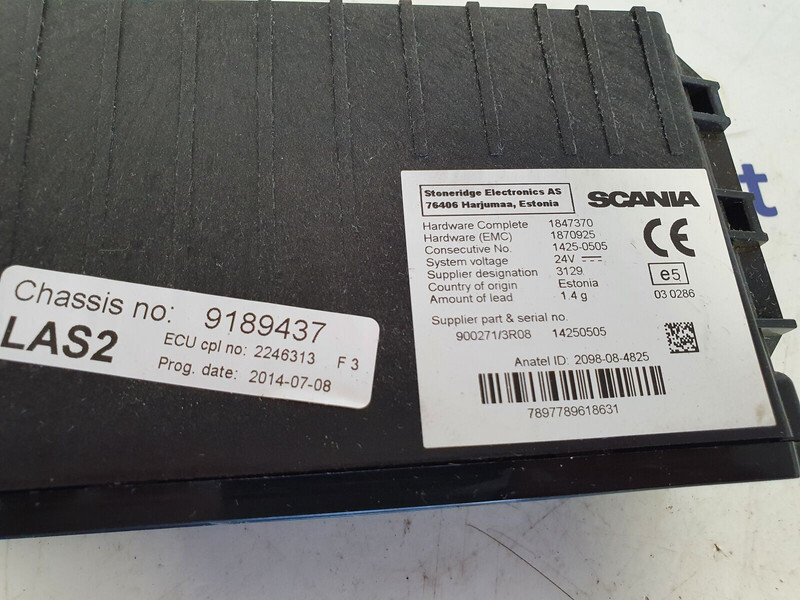 Chassis no: 9189437
LAS2
ECU cpl no: 2246313 F 3
Prog. date: 2014-07-08
Stoneridge Electronics AS
76406 Harjumaa, Estonia
SCANIA
Hardware Complete 1847370
Hardware (EMC) 1870925
Consecutive No. 1425-0505
System voltage 24V
Supplier designation 3129
Country of origin Estonia
Amount of lead 1.4 g
CE
e5
03 0286
Supplier part & serial no.
900271/3R08 14250505
Anatel ID: 2098-08-4825
7897789618631